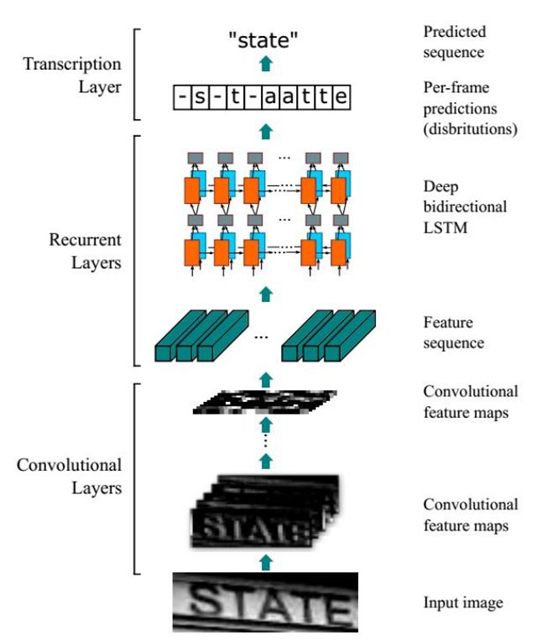 "state"
Predicted
sequence
Transcription
Layer
-s-t-aatte
Per-frame
predictions
(disbritutions)
...
Deep
bidirectional
LSTM
...
Recurrent
Layers
...
Feature
sequence
Convolutional
feature maps
Convolutional
Layers
STATE
Convolutional
feature maps
STATE
Input image